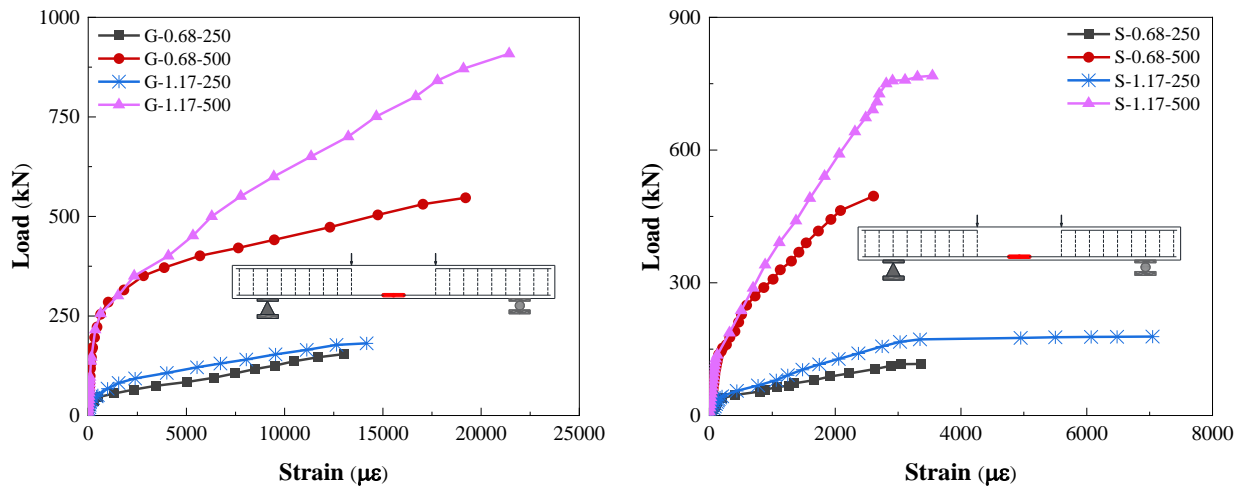 1000
750
500
250
0
Load (kN)
G-0.68-250
G-0.68-500
G-1.17-250
G-1.17-500
0 5000 10000 15000 20000 25000
Strain (με)
900
600
300
0
Load (kN)
S-0.68-250
S-0.68-500
S-1.17-250
S-1.17-500
0 2000 4000 6000 8000
Strain (με)